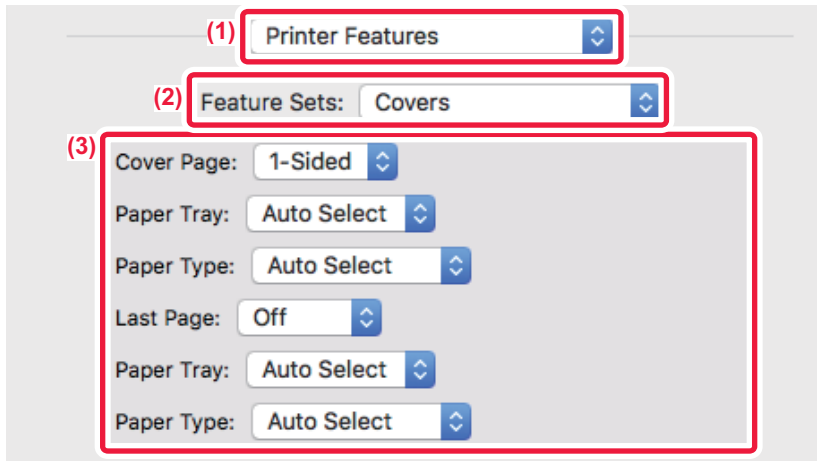 (1) Printer Features
(2) Feature Sets: Covers
(3)
Cover Page: 1-Sided
Paper Tray: Auto Select
Paper Type: Auto Select
Last Page: Off
Paper Tray: Auto Select
Paper Type: Auto Select